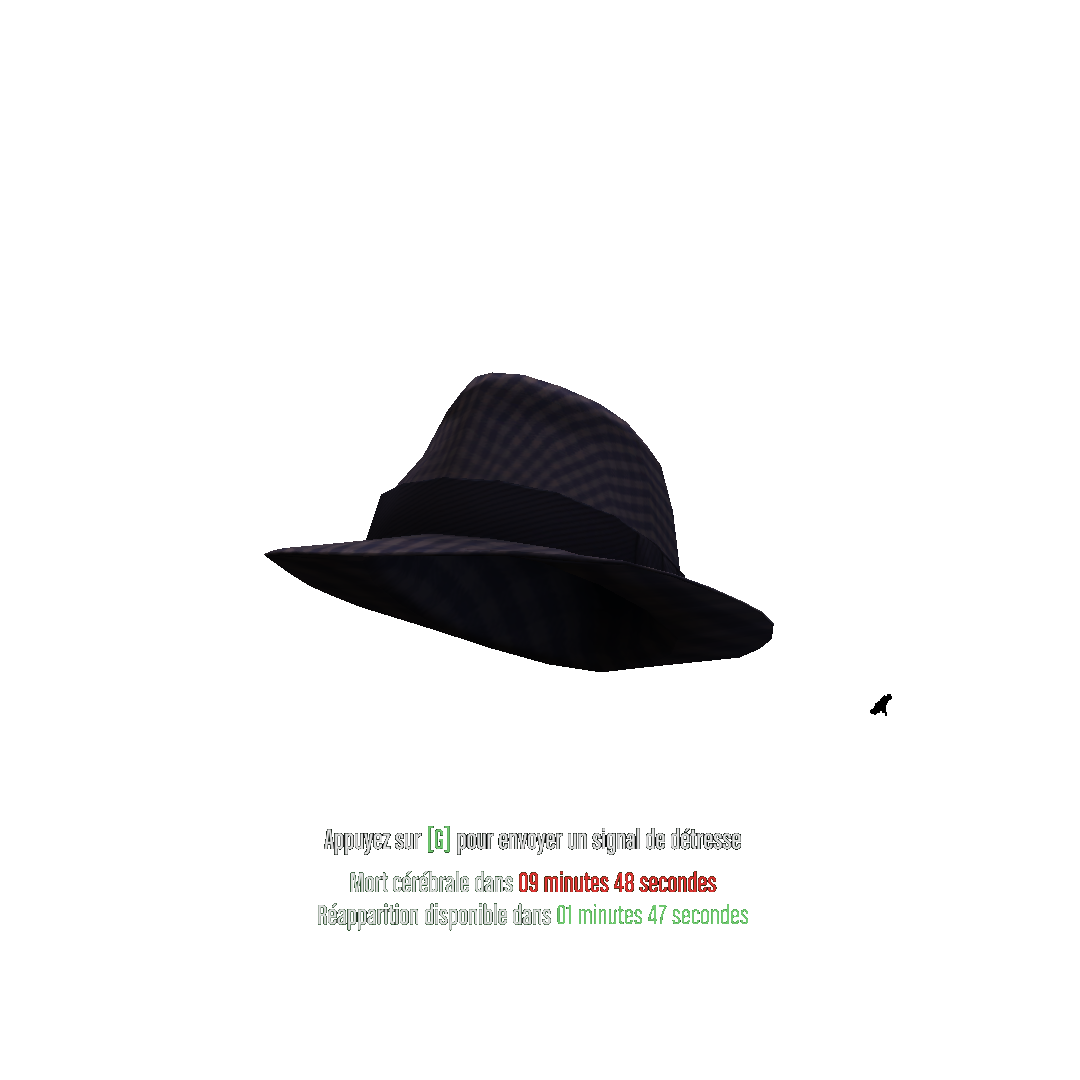 Appuyez sur [G] pour envoyer un signal de détresse
Mort cérébrale dans 09 minutes 48 secondes
Réapparition disponible dans 01 minutes 47 secondes